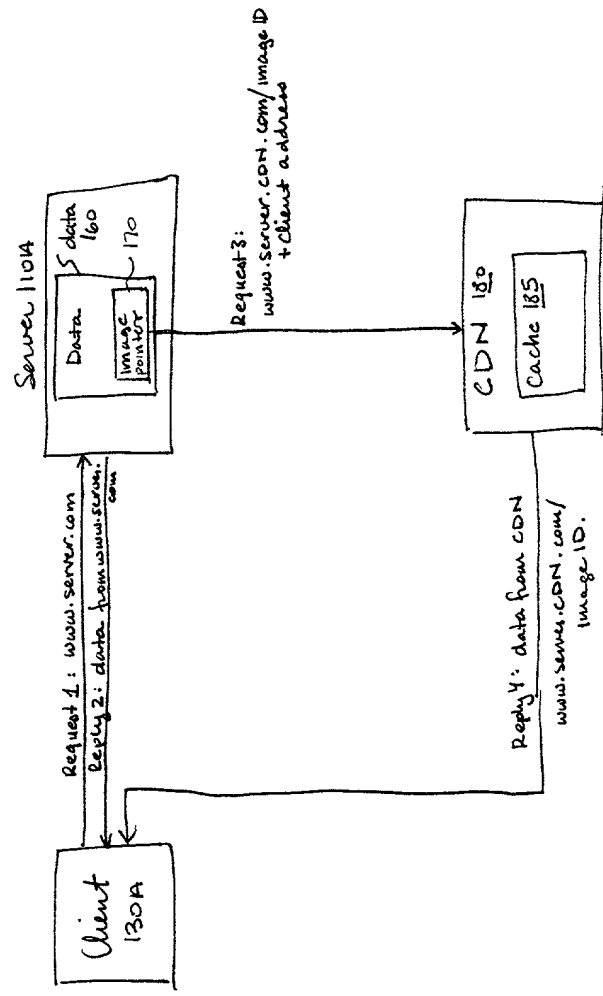 Server 110A
Data
data
160
image
pointer
170
Request 1: www.server.com
Reply 2: data from www.server.
com
Client
130A
Request 3:
www.server.CDN.com/image ID
+ client address
CDN 180
Cache 185
Reply 4: data from CDN
www.server.CDN.com/
image ID.